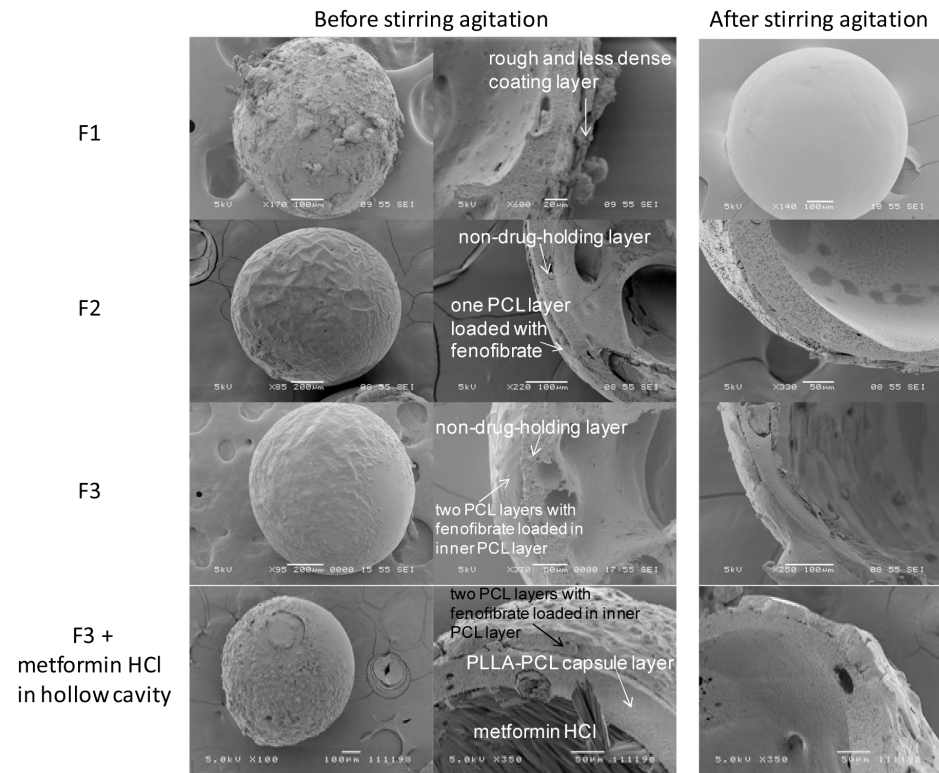 Before stirring agitation
After stirring agitation
F1
rough and less dense
coating layer
5kV X170 100µm 09 55 SEI
5kV X600 20µm 09 55 SEI
5kV X140 100µm 18 55 SEI
F2
non-drug-holding layer
one PCL layer
loaded with
fenofibrate
5kV X85 200µm 08 55 SEI
5kV X220 100µm 08 55 SEI
5kV X330 50µm 08 55 SEI
F3
non-drug-holding layer
two PCL layers with
fenofibrate loaded in
inner PCL layer
5kV X95 200µm 0000 15 55 SEI
5kV X370 50µm 0000 17 55 SEI
5kV X250 100µm 08 55 SEI
F3 +
metformin HCl
in hollow cavity
two PCL layers with
fenofibrate loaded in inner
PCL layer
PLLA-PCL capsule layer
metformin HCl
5.0kV X100 100µm 111198
5.0kV X350 50µm 111198
5.0kV X350 50µm 111198